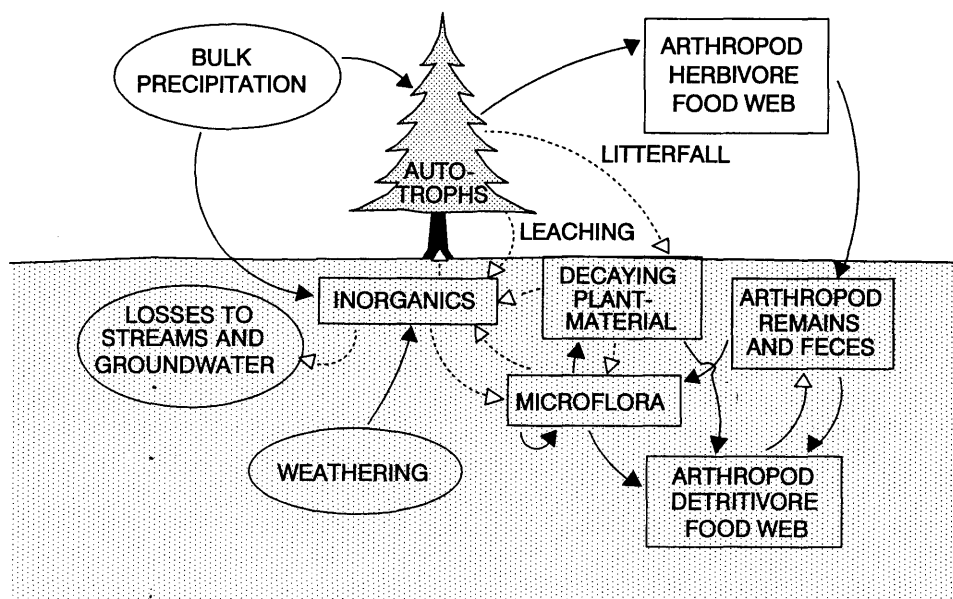 BULK
PRECIPITATION
ARTHROPOD
HERBIVORE
FOOD WEB
LITTERFALL
AUTO-
TROPHS
LEACHING
INORGANICS
DECAYING
PLANT-
MATERIAL
ARTHROPOD
REMAINS
AND FECES
LOSSES TO
STREAMS AND
GROUNDWATER
MICROFLORA
WEATHERING
ARTHROPOD
DETRITIVORE
FOOD WEB